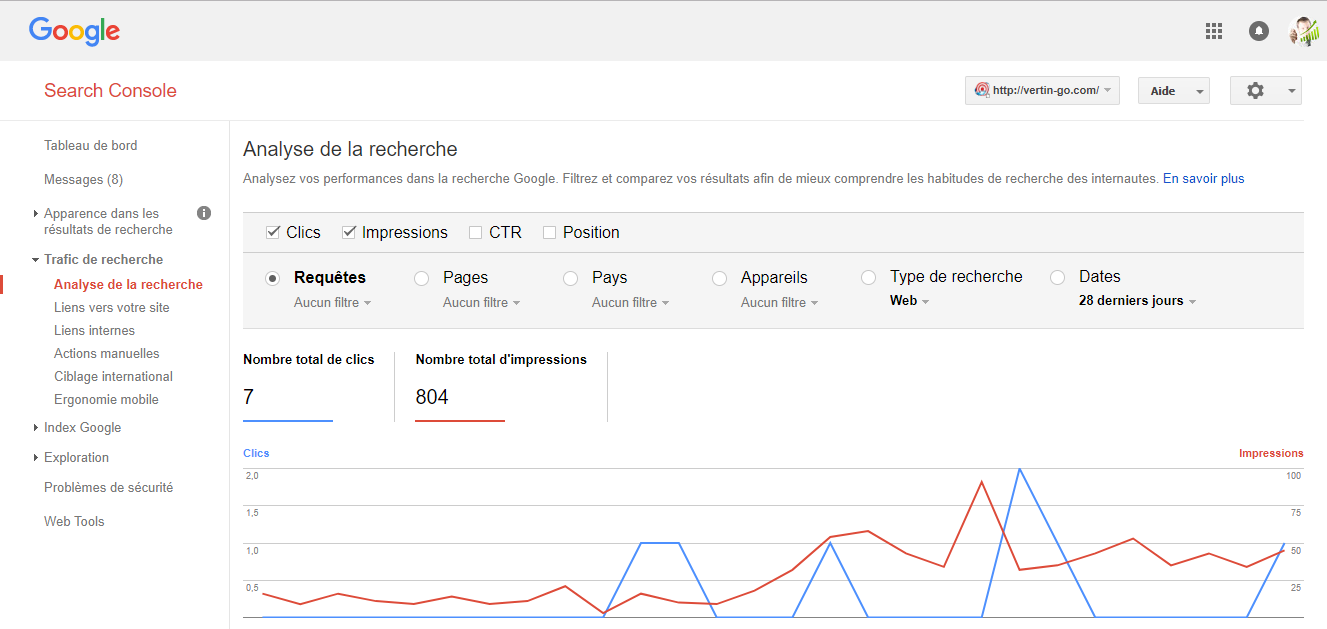 Google
Search Console
http://vertin-go.com/
Aide
Tableau de bord
Messages (8)
Apparence dans les
résultats de recherche
Trafic de recherche
Analyse de la recherche
Liens vers votre site
Liens internes
Actions manuelles
Ciblage international
Ergonomie mobile
Index Google
Exploration
Problèmes de sécurité
Web Tools
Analyse de la recherche
Analysez vos performances dans la recherche Google. Filtrez et comparez vos résultats afin de mieux comprendre les habitudes de recherche des internautes. En savoir plus
Clics Impressions CTR Position
Requêtes Pages Pays Appareils Type de recherche Dates
Aucun filtre Aucun filtre Aucun filtre Aucun filtre Web 28 derniers jours
Nombre total de clics Nombre total d'impressions
7 804
Clics Impressions
2,0 100
1,5 75
1,0 50
0,5 25